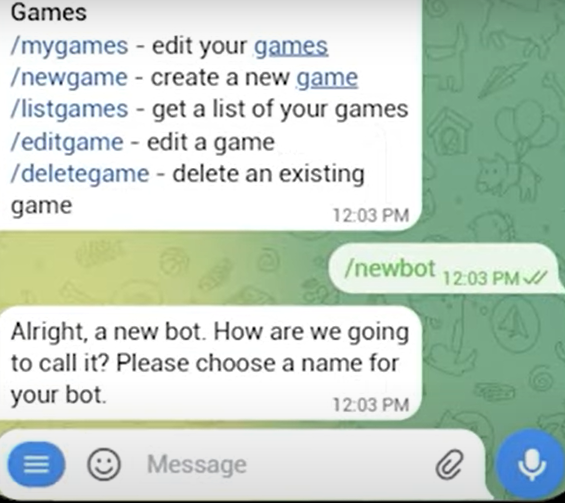 Games
/mygames - edit your games
/newgame - create a new game
/listgames - get a list of your games
/editgame - edit a game
/deletegame - delete an existing
game
12:03 PM
/newbot 12:03 PM
Alright, a new bot. How are we going
to call it? Please choose a name for
your bot.
12:03 PM
Message